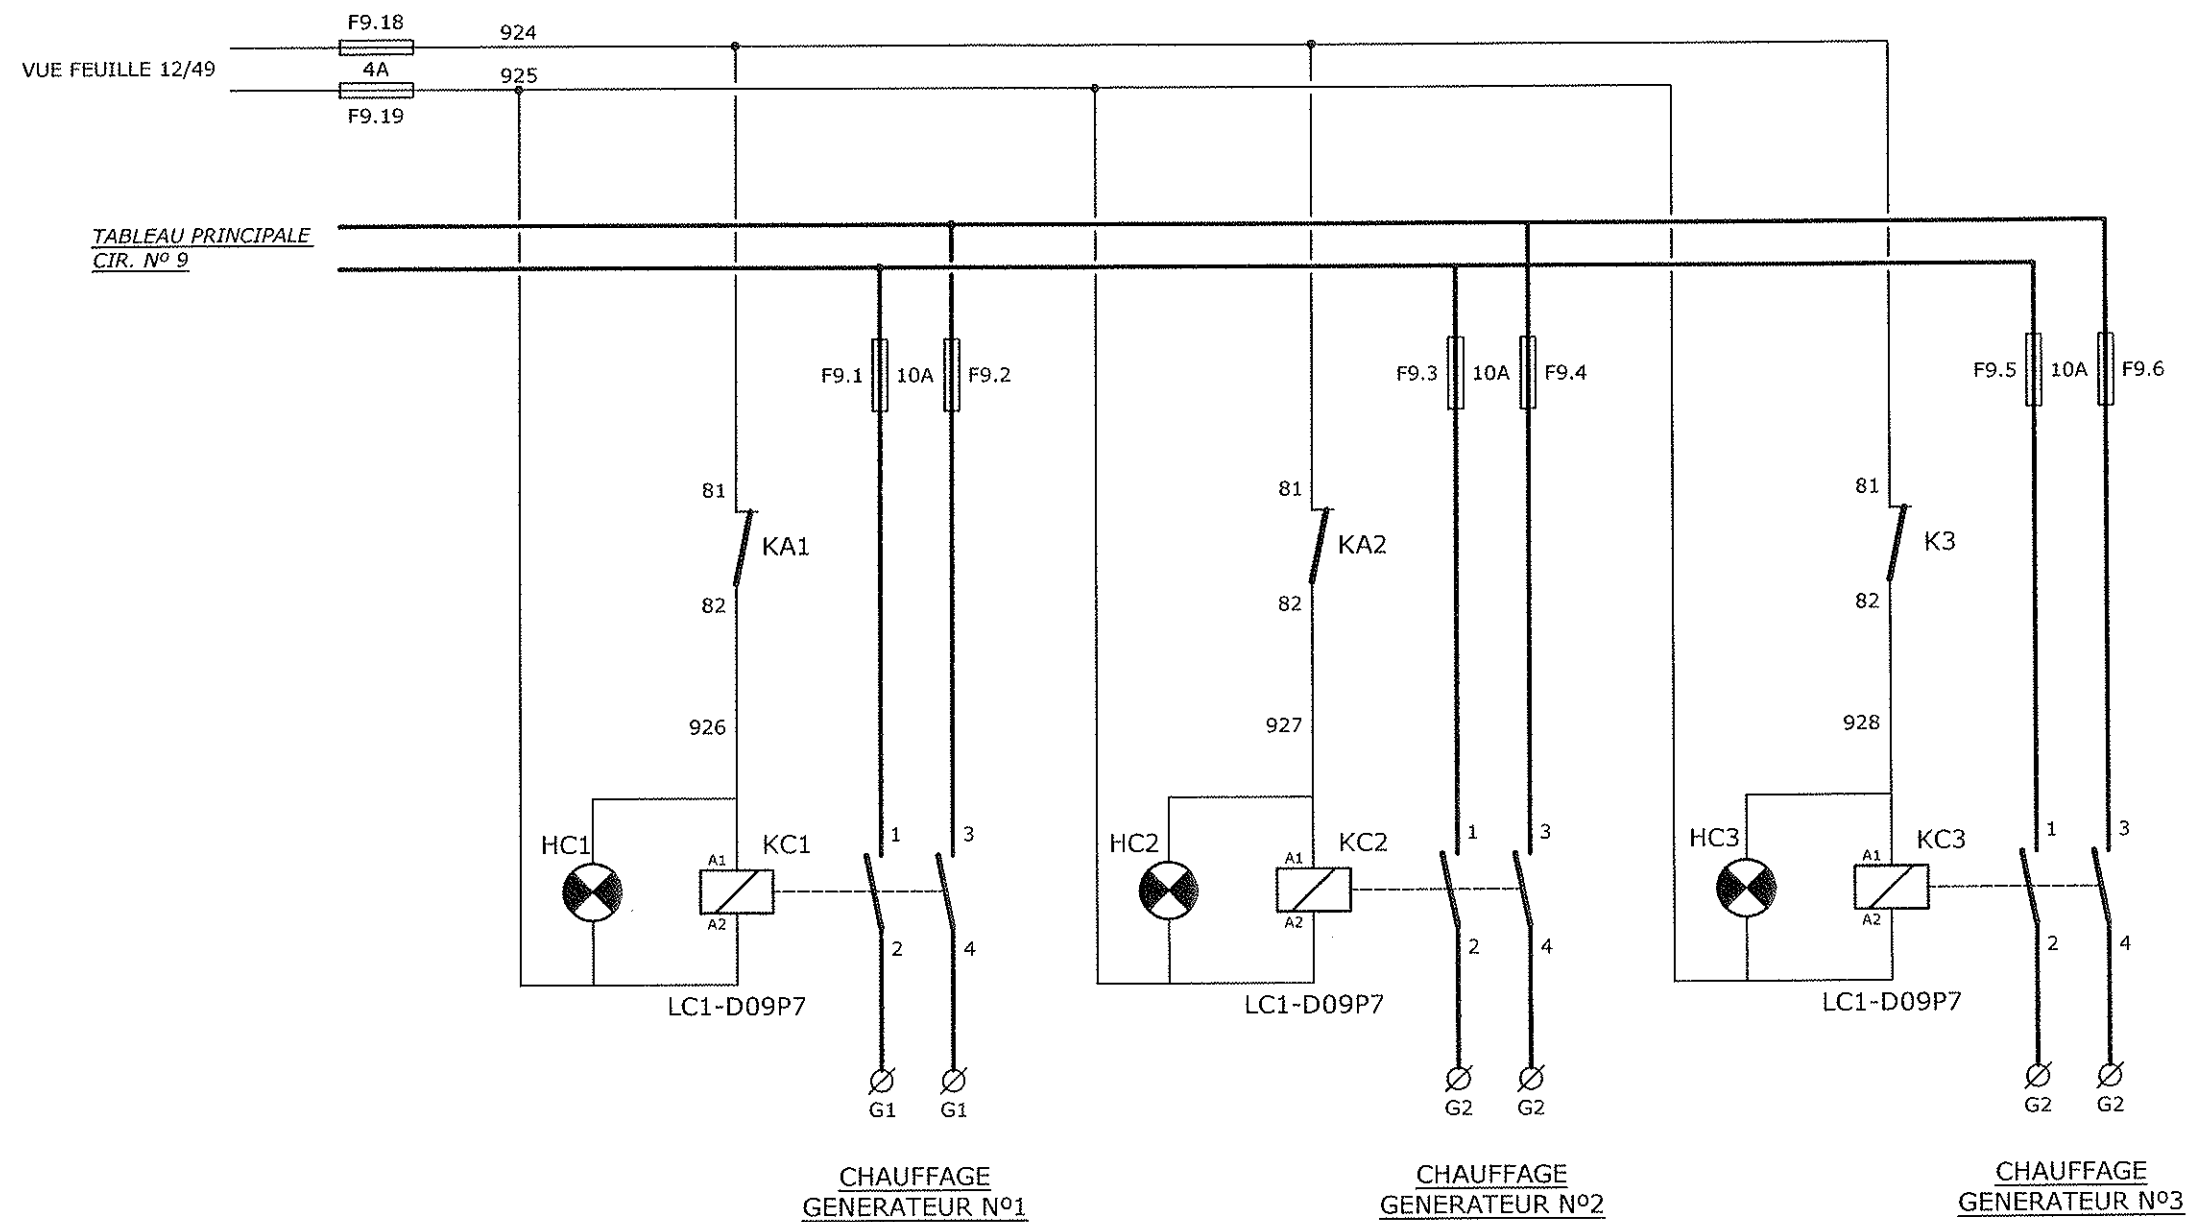 F9.18
924
VUE FEUILLE 12/49
4A
925
F9.19
TABLEAU PRINCIPALE
CIR. Nº 9
F9.1 10A F9.2
F9.3 10A F9.4
F9.5 10A F9.6
81
KA1
82
926
81
KA2
82
927
81
K3
82
928
HC1
A1
KC1
A2
1
3
2
4
LC1-D09P7
G1
G1
HC2
A1
KC2
A2
1
3
2
4
LC1-D09P7
G2
G2
HC3
A1
KC3
A2
1
3
2
4
LC1-D09P7
G2
G2
CHAUFFAGE
GENERATEUR Nº1
CHAUFFAGE
GENERATEUR Nº2
CHAUFFAGE
GENERATEUR Nº3